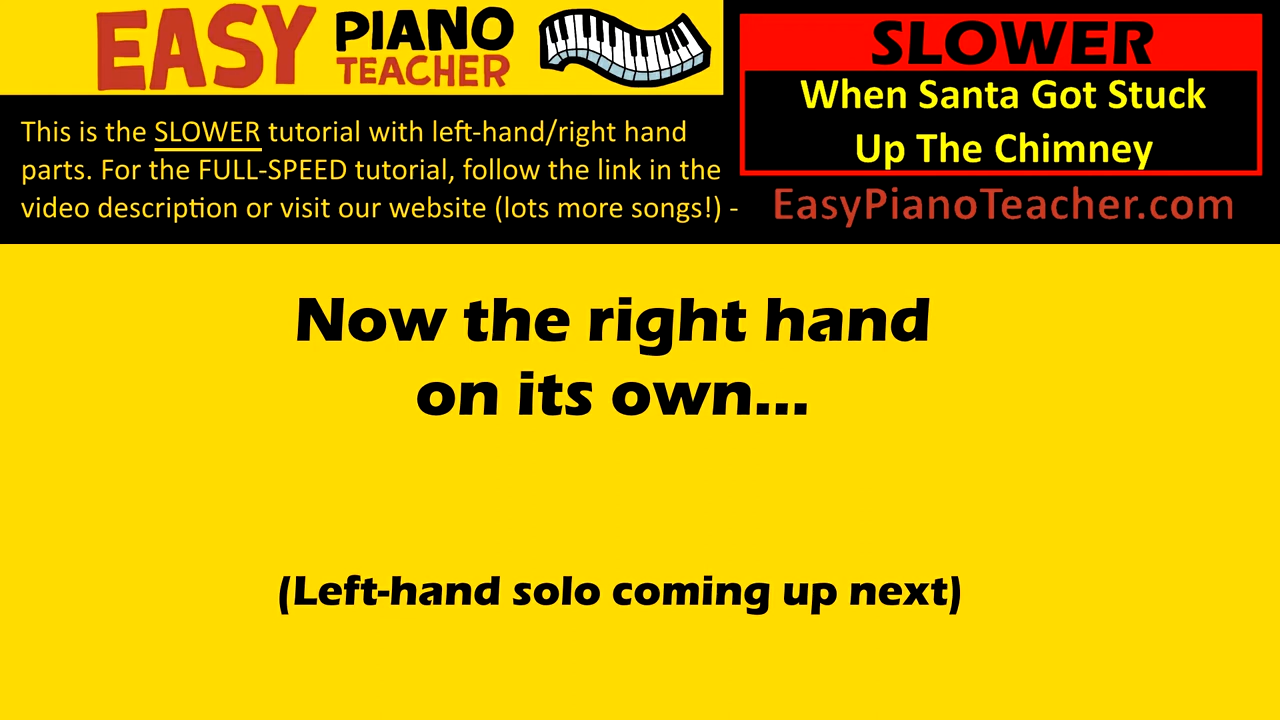 EASY PIANO TEACHER
This is the SLOWER tutorial with left-hand/right hand
parts. For the FULL-SPEED tutorial, follow the link in the
video description or visit our website (lots more songs!) -
SLOWER
When Santa Got Stuck
Up The Chimney
EasyPianoTeacher.com
Now the right hand
on its own...
(Left-hand solo coming up next)